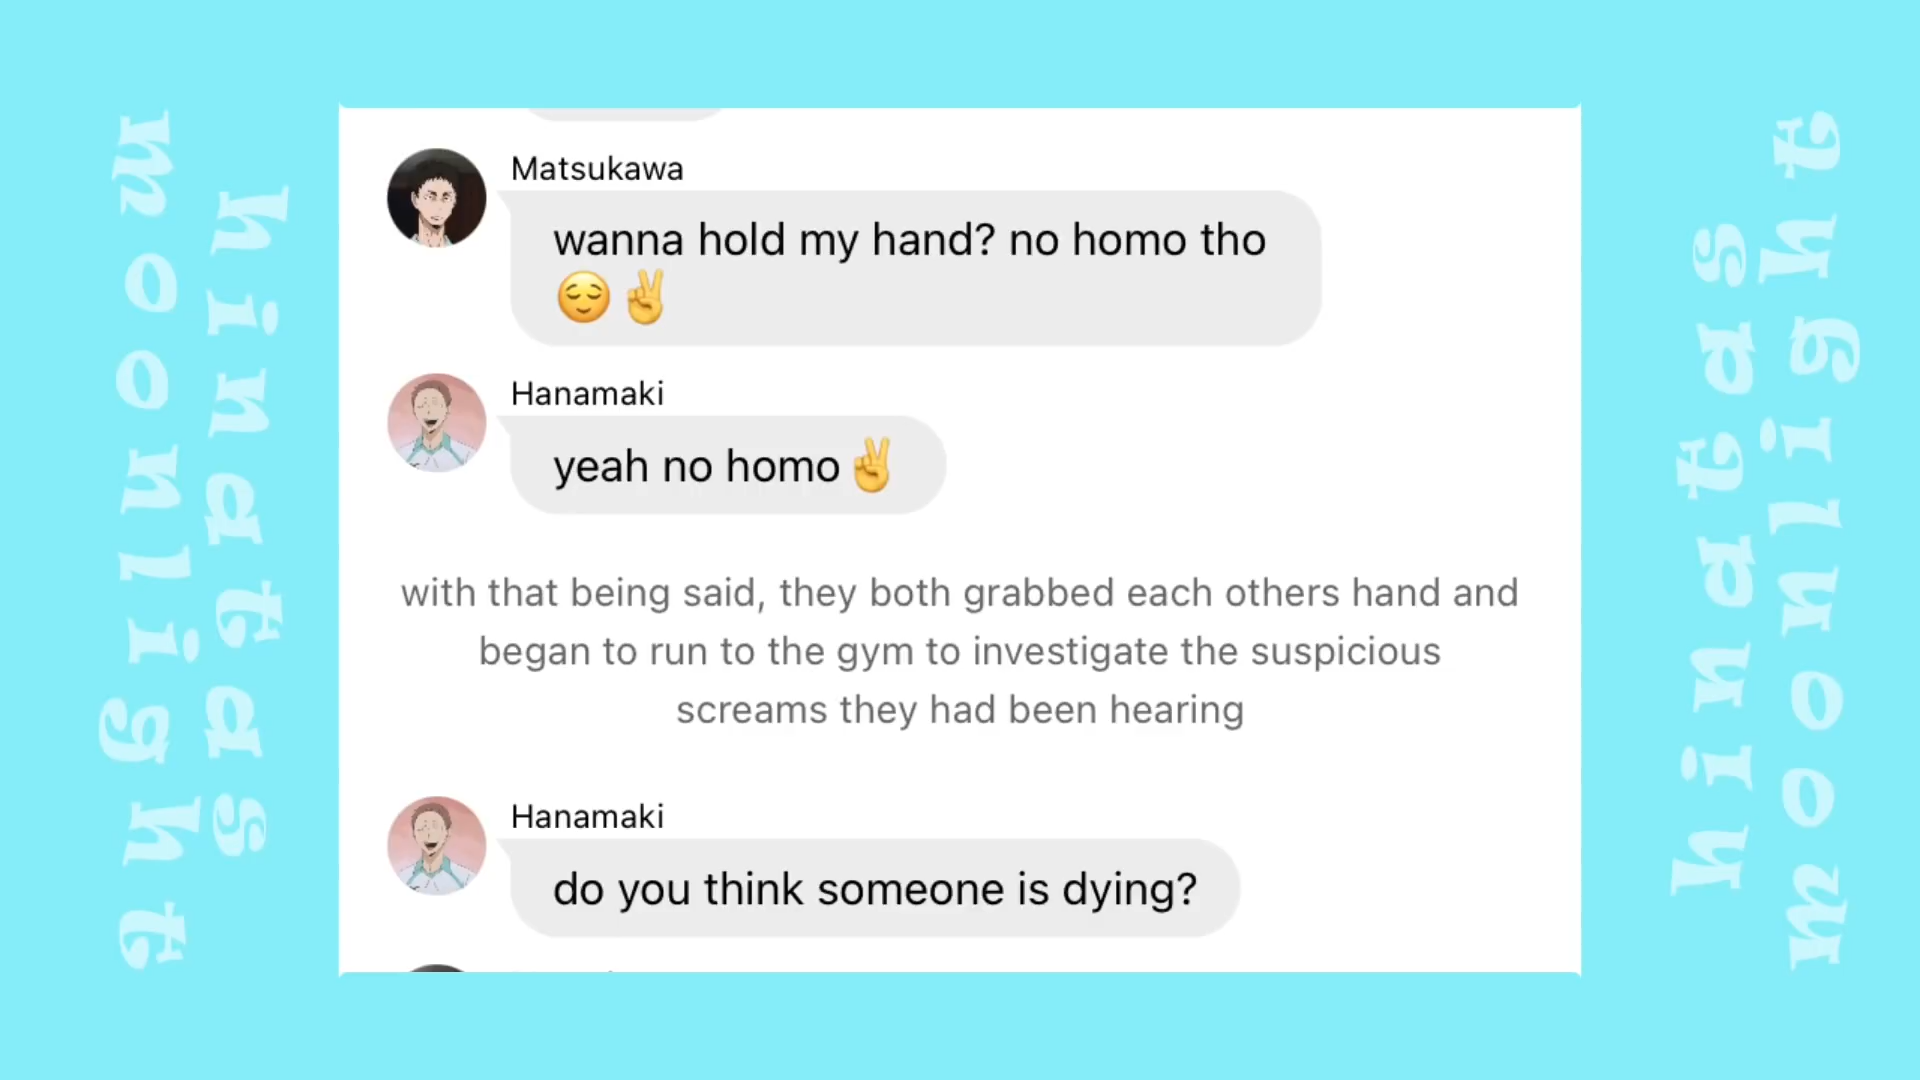 hinatas
moonlight
Matsukawa
wanna hold my hand? no homo tho
😌✌️
Hanamaki
yeah no homo✌️
with that being said, they both grabbed each others hand and
began to run to the gym to investigate the suspicious
screams they had been hearing
Hanamaki
do you think someone is dying?
hinatas
moonlight